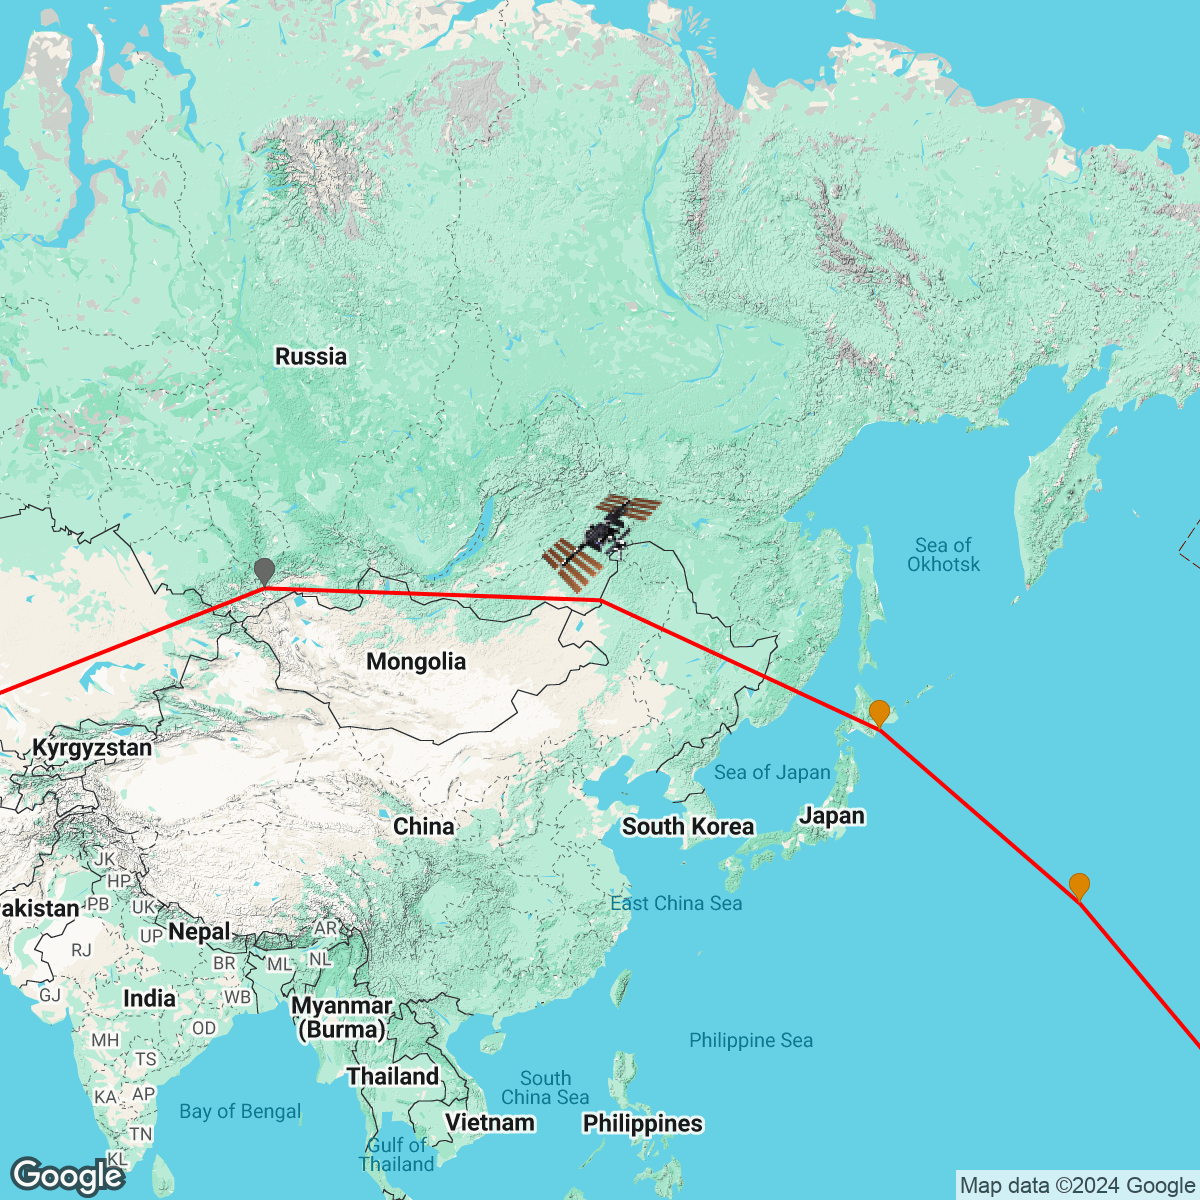 Russia
Sea of
Okhotsk
Mongolia
Kyrgyzstan
Sea of Japan
Japan
China
South Korea
JK
HP
PB
UK
akistan
East China Sea
UP
Nepal
AR
RJ
BR
ML
NL
GJ
India
WB
Myanmar
(Burma)
OD
MH
TS
Philippine Sea
Thailand
South
China Sea
KA
AP
Bay of Bengal
Vietnam
Philippines
TN
Gulf of
Thailand
KL
Google
Map data ©2024 Google